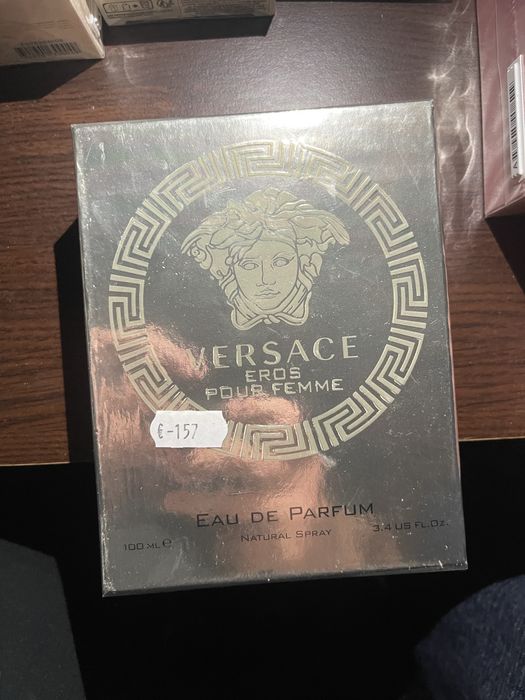 VERSACE
EROS
POUR FEMME
€-157
EAU DE PARFUM
NATURAL SPRAY
100 ML e
3.4 US FL.OZ.